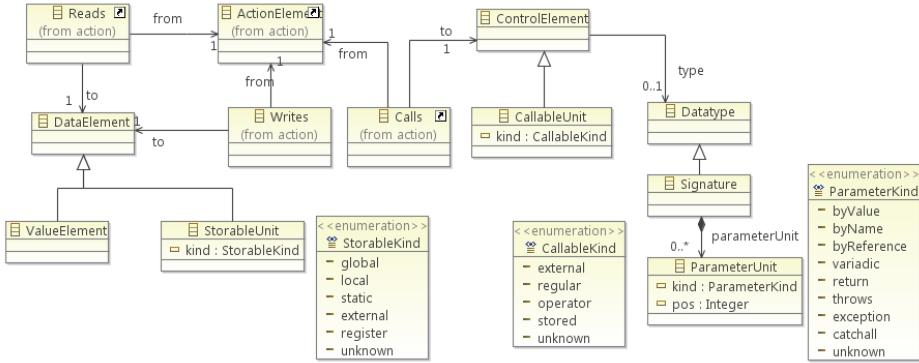 Reads
(from action)
from
1
ActionElement
(from action)
1
from
1
from
to
1
ControlElement
type
0..1
to
1
DataElement
1
to
Writes
(from action)
Calls
(from action)
CallableUnit
kind : CallableKind
Datatype
Signature
parameterUnit
0..*
ParameterUnit
kind : ParameterKind
pos : Integer
ValueElement
StorableUnit
kind : StorableKind
<<enumeration>>
StorableKind
global
local
static
external
register
unknown
<<enumeration>>
CallableKind
external
regular
operator
stored
unknown
<<enumeration>>
ParameterKind
byValue
byName
byReference
variadic
return
throws
exception
catchall
unknown